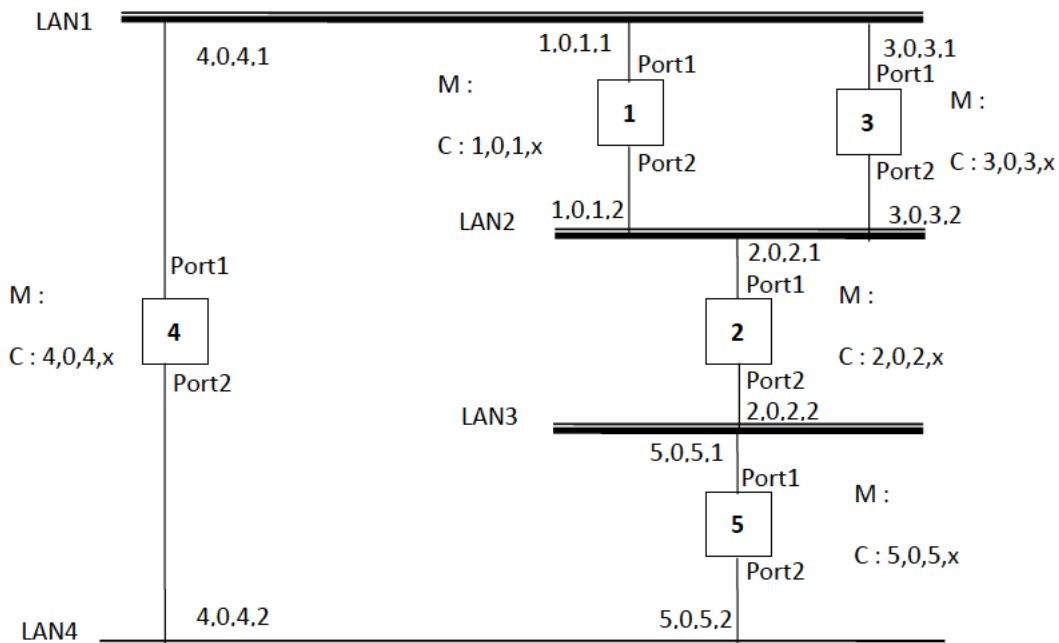 LAN1
4,0,4,1
1,0,1,1
3,0,3,1
Port1
Port1
M :
1
3
M :
C : 1,0,1,x
C : 3,0,3,x
Port2
Port2
1,0,1,2
3,0,3,2
LAN2
2,0,2,1
Port1
Port1
M :
M :
4
2
C : 4,0,4,x
C : 2,0,2,x
Port2
Port2
2,0,2,2
LAN3
5,0,5,1
Port1
M :
5
C : 5,0,5,x
Port2
4,0,4,2
5,0,5,2
LAN4